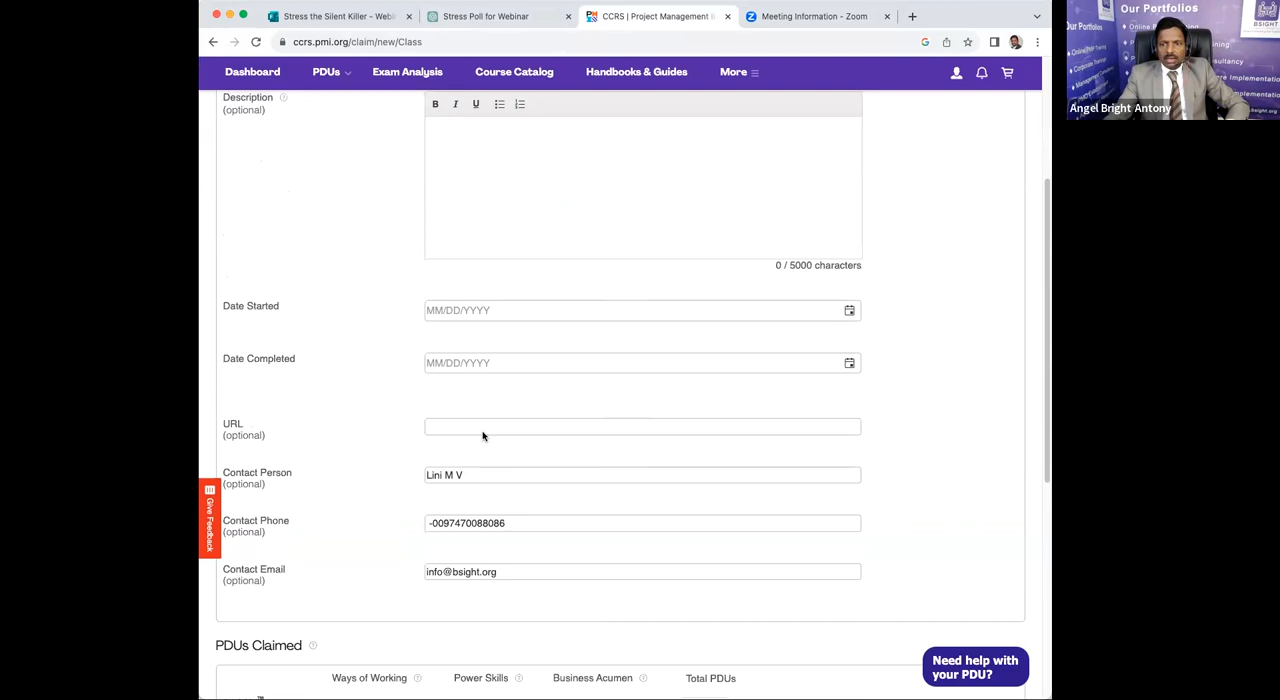 Stress the Silent Killer - Webi
Stress Poll for Webinar
CCRS | Project Management I
Meeting Information - Zoom
ccrs.pmi.org/claim/new/Class
Dashboard
PDUs
Exam Analysis
Course Catalog
Handbooks & Guides
More
Description
(optional)
B I U
0 / 5000 characters
Date Started
MM/DD/YYYY
Date Completed
MM/DD/YYYY
URL
(optional)
Contact Person
(optional)
Lini M V
Contact Phone
(optional)
-0097470088086
Contact Email
(optional)
info@bsight.org
Give Feedback
PDUs Claimed
Ways of Working
Power Skills
Business Acumen
Total PDUs
Need help with
your PDU?
Our Portfolios
BSIGHT
Angel Bright Antony